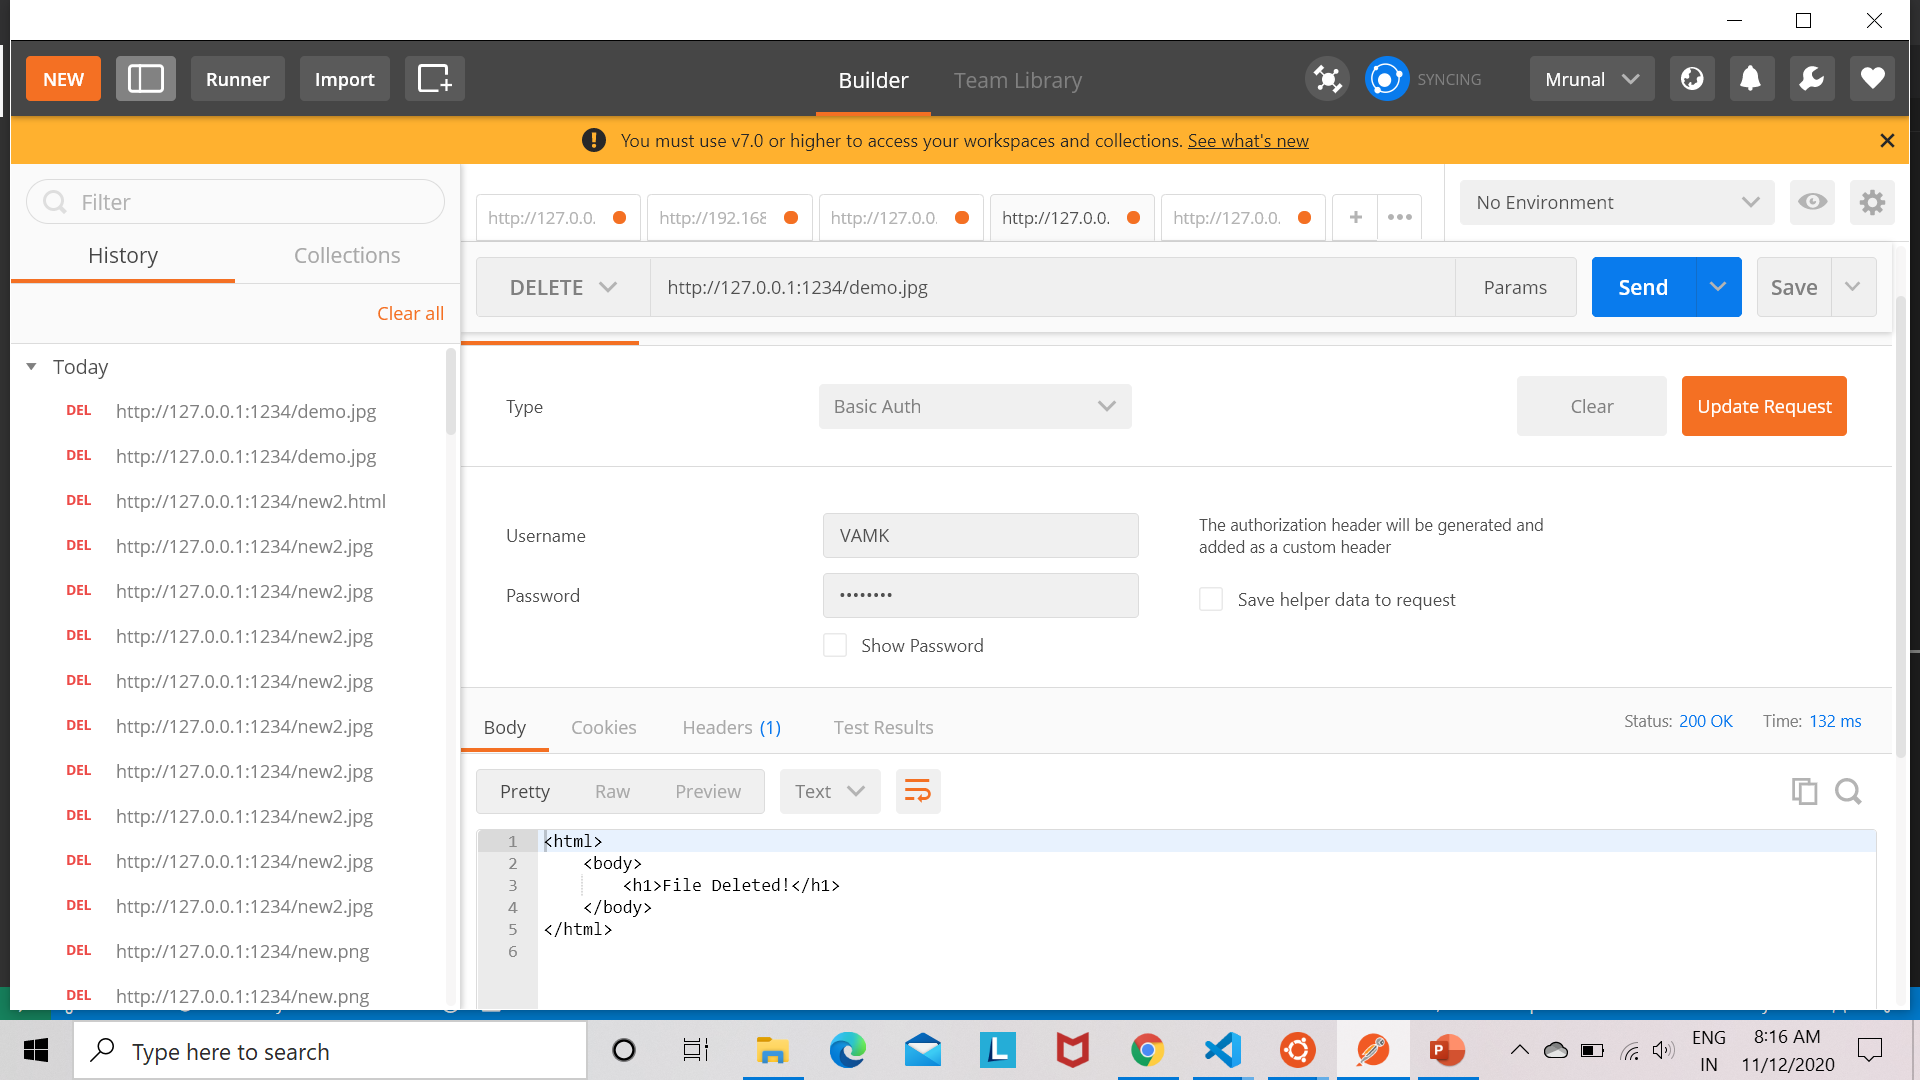 NEW
Runner
Import
Builder
Team Library
SYNCING
Mrunal
You must use v7.0 or higher to access your workspaces and collections. See what's new
Filter
History
Collections
Clear all
Today
DEL http://127.0.0.1:1234/demo.jpg
DEL http://127.0.0.1:1234/demo.jpg
DEL http://127.0.0.1:1234/new2.html
DEL http://127.0.0.1:1234/new2.jpg
DEL http://127.0.0.1:1234/new2.jpg
DEL http://127.0.0.1:1234/new2.jpg
DEL http://127.0.0.1:1234/new2.jpg
DEL http://127.0.0.1:1234/new2.jpg
DEL http://127.0.0.1:1234/new2.jpg
DEL http://127.0.0.1:1234/new2.jpg
DEL http://127.0.0.1:1234/new2.jpg
DEL http://127.0.0.1:1234/new2.jpg
DEL http://127.0.0.1:1234/new.png
DEL http://127.0.0.1:1234/new.png
http://127.0.0.
http://192.168
http://127.0.0.
http://127.0.0.
http://127.0.0.
No Environment
DELETE
http://127.0.0.1:1234/demo.jpg
Params
Send
Save
Type
Basic Auth
Clear
Update Request
Username
VAMK
The authorization header will be generated and
added as a custom header
Password
••••••••
Save helper data to request
Show Password
Body
Cookies
Headers (1)
Test Results
Status: 200 OK
Time: 132 ms
Pretty
Raw
Preview
Text
1 <html>
2 <body>
3 <h1>File Deleted!</h1>
4 </body>
5 </html>
6
Type here to search
L
P
ENG
IN
8:16 AM
11/12/2020